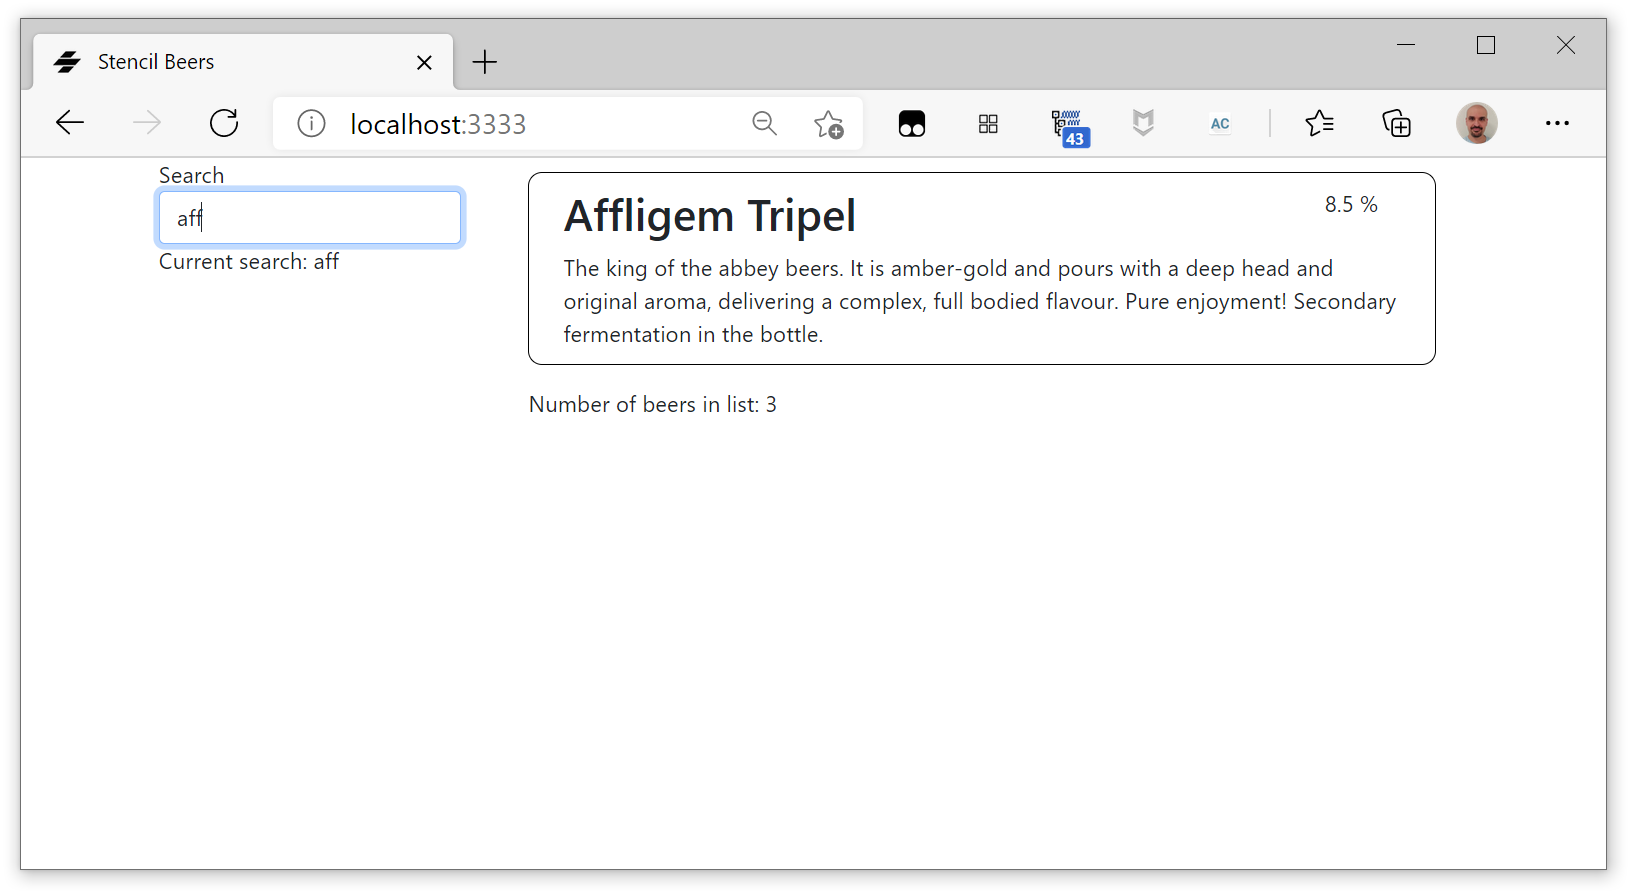 Stencil Beers
localhost:3333
43
AC
Search
aff
Current search: aff
Affligem Tripel
8.5 %
The king of the abbey beers. It is amber-gold and pours with a deep head and
original aroma, delivering a complex, full bodied flavour. Pure enjoyment! Secondary
fermentation in the bottle.
Number of beers in list: 3